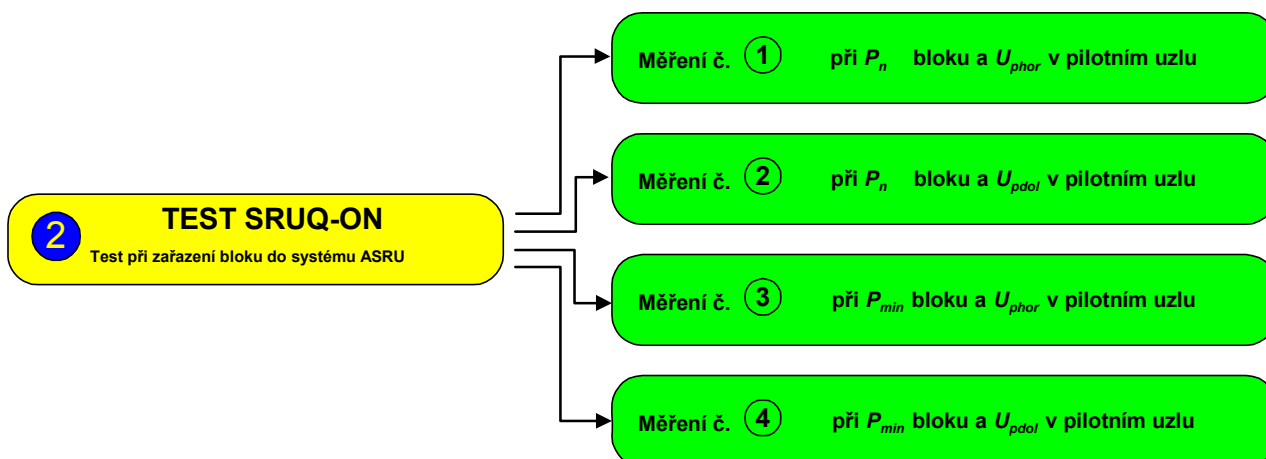 Měření č. 1 při Pn bloku a Uphor v pilotním uzlu
Měření č. 2 při Pn bloku a Updol v pilotním uzlu
2 TEST SRUQ-ON
Test při zařazení bloku do systému ASRU
Měření č. 3 při Pmin bloku a Uphor v pilotním uzlu
Měření č. 4 při Pmin bloku a Updol v pilotním uzlu